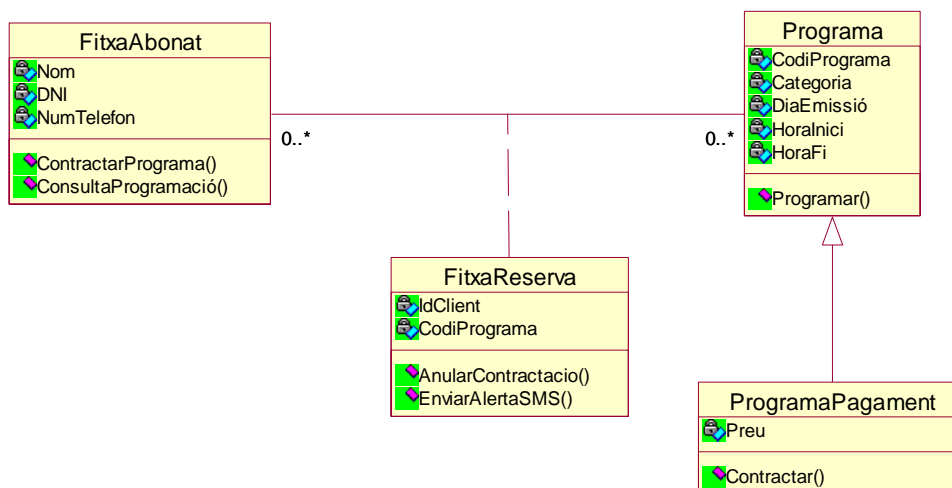 FitxaAbonat
Nom
DNI
NumTelefon
ContractarPrograma()
ConsultaProgramació()
0..*
0..*
Programa
CodiPrograma
Categoria
DiaEmissió
HoraInici
HoraFi
Programar()
FitxaReserva
IdClient
CodiPrograma
AnularContractacio()
EnviarAlertaSMS()
ProgramaPagament
Preu
Contractar()